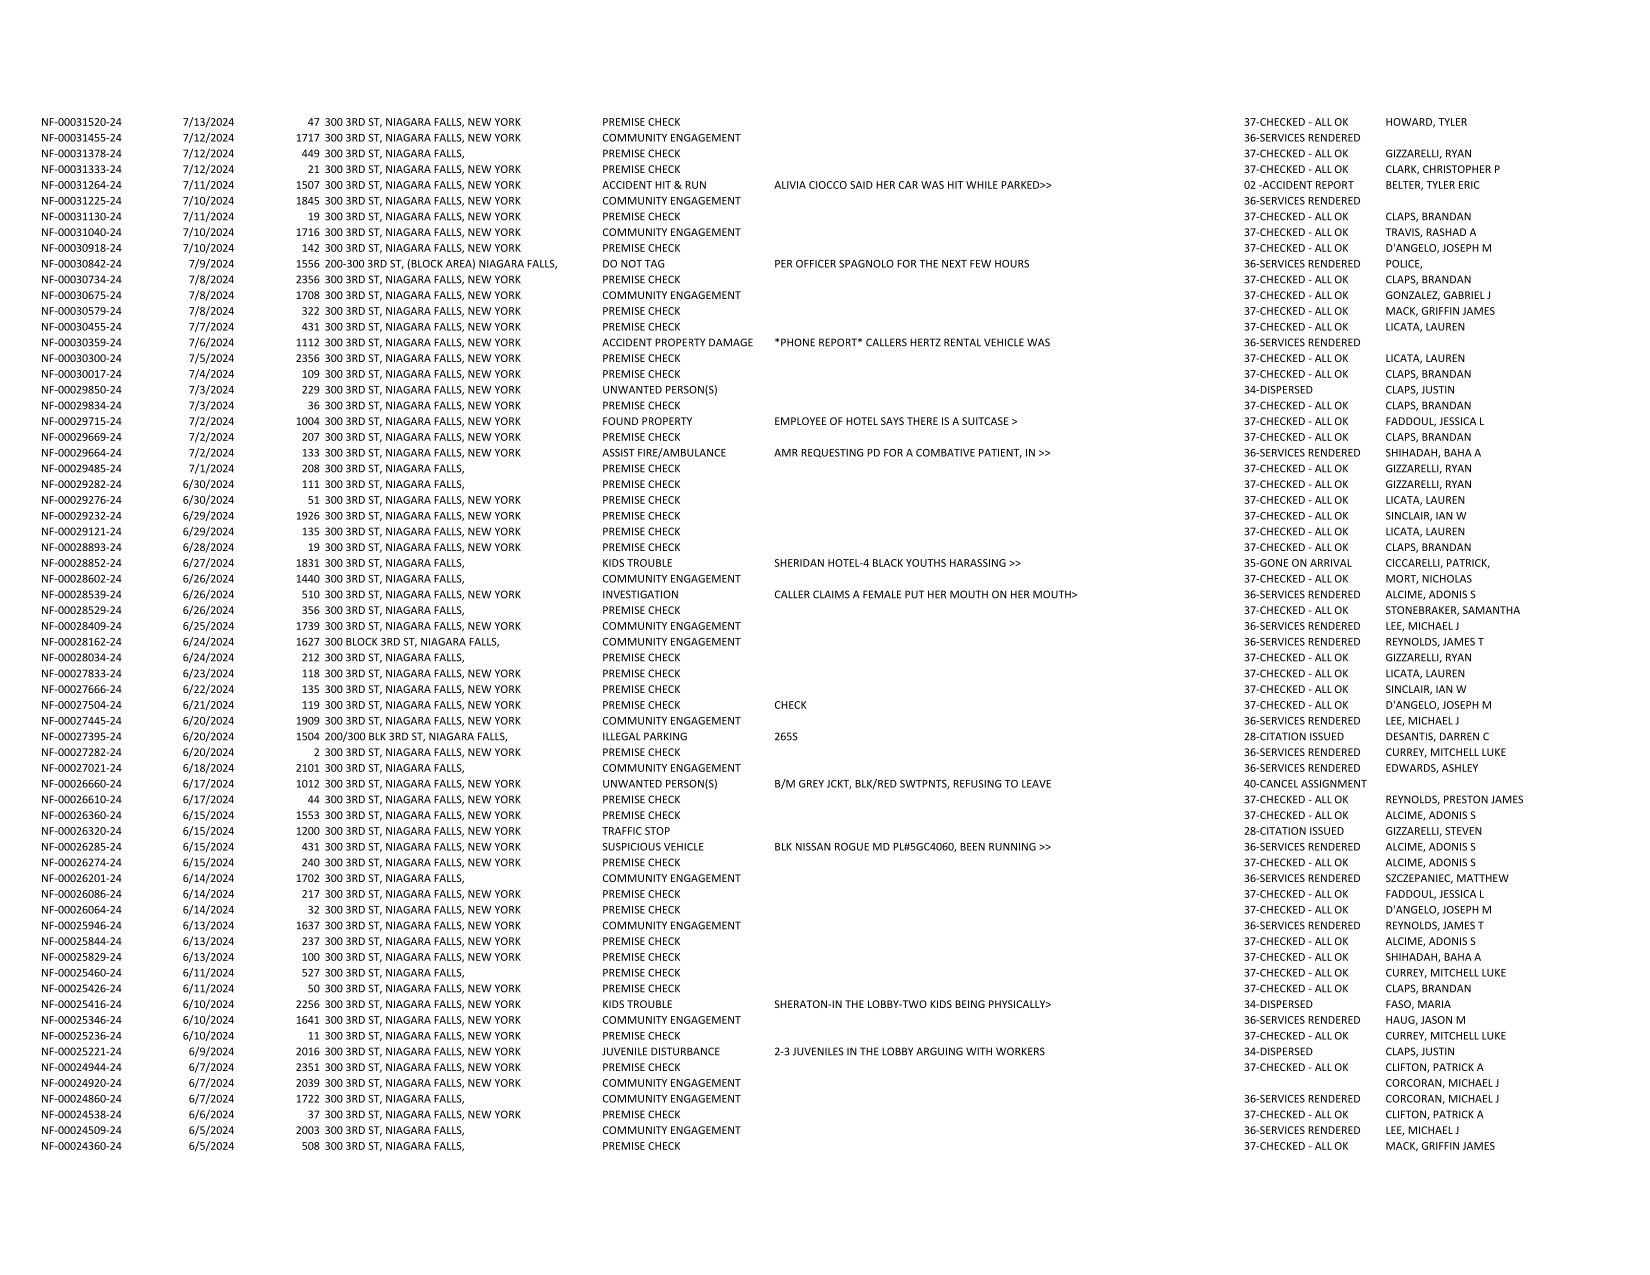 NF-00031520-24 7/13/2024 47 300 3RD ST, NIAGARA FALLS, NEW YORK PREMISE CHECK 37-CHECKED - ALL OK HOWARD, TYLER
NF-00031455-24 7/12/2024 1717 300 3RD ST, NIAGARA FALLS, NEW YORK COMMUNITY ENGAGEMENT 36-SERVICES RENDERED
NF-00031378-24 7/12/2024 449 300 3RD ST, NIAGARA FALLS, PREMISE CHECK 37-CHECKED - ALL OK GIZZARELLI, RYAN
NF-00031333-24 7/12/2024 21 300 3RD ST, NIAGARA FALLS, NEW YORK PREMISE CHECK 37-CHECKED - ALL OK CLARK, CHRISTOPHER P
NF-00031264-24 7/11/2024 1507 300 3RD ST, NIAGARA FALLS, NEW YORK ACCIDENT HIT & RUN ALIVIA CIOCCO SAID HER CAR WAS HIT WHILE PARKED>> 02 -ACCIDENT REPORT BELTER, TYLER ERIC
NF-00031225-24 7/10/2024 1845 300 3RD ST, NIAGARA FALLS, NEW YORK COMMUNITY ENGAGEMENT 36-SERVICES RENDERED
NF-00031130-24 7/11/2024 19 300 3RD ST, NIAGARA FALLS, NEW YORK PREMISE CHECK 37-CHECKED - ALL OK CLAPS, BRANDAN
NF-00031040-24 7/10/2024 1716 300 3RD ST, NIAGARA FALLS, NEW YORK COMMUNITY ENGAGEMENT 37-CHECKED - ALL OK TRAVIS, RASHAD A
NF-00030918-24 7/10/2024 142 300 3RD ST, NIAGARA FALLS, NEW YORK PREMISE CHECK 37-CHECKED - ALL OK D'ANGELO, JOSEPH M
NF-00030842-24 7/9/2024 1556 200-300 3RD ST, (BLOCK AREA) NIAGARA FALLS, DO NOT TAG PER OFFICER SPAGNOLO FOR THE NEXT FEW HOURS 36-SERVICES RENDERED POLICE,
NF-00030734-24 7/8/2024 2356 300 3RD ST, NIAGARA FALLS, NEW YORK PREMISE CHECK 37-CHECKED - ALL OK CLAPS, BRANDAN
NF-00030675-24 7/8/2024 1708 300 3RD ST, NIAGARA FALLS, NEW YORK COMMUNITY ENGAGEMENT 37-CHECKED - ALL OK GONZALEZ, GABRIEL J
NF-00030579-24 7/8/2024 322 300 3RD ST, NIAGARA FALLS, NEW YORK PREMISE CHECK 37-CHECKED - ALL OK MACK, GRIFFIN JAMES
NF-00030455-24 7/7/2024 431 300 3RD ST, NIAGARA FALLS, NEW YORK PREMISE CHECK 37-CHECKED - ALL OK LICATA, LAUREN
NF-00030359-24 7/6/2024 1112 300 3RD ST, NIAGARA FALLS, NEW YORK ACCIDENT PROPERTY DAMAGE *PHONE REPORT* CALLERS HERTZ RENTAL VEHICLE WAS 36-SERVICES RENDERED
NF-00030300-24 7/5/2024 2356 300 3RD ST, NIAGARA FALLS, NEW YORK PREMISE CHECK 37-CHECKED - ALL OK LICATA, LAUREN
NF-00030017-24 7/4/2024 109 300 3RD ST, NIAGARA FALLS, NEW YORK PREMISE CHECK 37-CHECKED - ALL OK CLAPS, BRANDAN
NF-00029850-24 7/3/2024 229 300 3RD ST, NIAGARA FALLS, NEW YORK UNWANTED PERSON(S) 34-DISPERSED CLAPS, JUSTIN
NF-00029834-24 7/3/2024 36 300 3RD ST, NIAGARA FALLS, NEW YORK PREMISE CHECK 37-CHECKED - ALL OK CLAPS, BRANDAN
NF-00029715-24 7/2/2024 1004 300 3RD ST, NIAGARA FALLS, NEW YORK FOUND PROPERTY EMPLOYEE OF HOTEL SAYS THERE IS A SUITCASE > 37-CHECKED - ALL OK FADDOUL, JESSICA L
NF-00029669-24 7/2/2024 207 300 3RD ST, NIAGARA FALLS, NEW YORK PREMISE CHECK 37-CHECKED - ALL OK CLAPS, BRANDAN
NF-00029664-24 7/2/2024 133 300 3RD ST, NIAGARA FALLS, NEW YORK ASSIST FIRE/AMBULANCE AMR REQUESTING PD FOR A COMBATIVE PATIENT, IN >> 36-SERVICES RENDERED SHIHADAH, BAHA A
NF-00029485-24 7/1/2024 208 300 3RD ST, NIAGARA FALLS, PREMISE CHECK 37-CHECKED - ALL OK GIZZARELLI, RYAN
NF-00029282-24 6/30/2024 111 300 3RD ST, NIAGARA FALLS, PREMISE CHECK 37-CHECKED - ALL OK GIZZARELLI, RYAN
NF-00029276-24 6/30/2024 51 300 3RD ST, NIAGARA FALLS, NEW YORK PREMISE CHECK 37-CHECKED - ALL OK LICATA, LAUREN
NF-00029232-24 6/29/2024 1926 300 3RD ST, NIAGARA FALLS, NEW YORK PREMISE CHECK 37-CHECKED - ALL OK SINCLAIR, IAN W
NF-00029121-24 6/29/2024 135 300 3RD ST, NIAGARA FALLS, NEW YORK PREMISE CHECK 37-CHECKED - ALL OK LICATA, LAUREN
NF-00028893-24 6/28/2024 19 300 3RD ST, NIAGARA FALLS, NEW YORK PREMISE CHECK 37-CHECKED - ALL OK CLAPS, BRANDAN
NF-00028852-24 6/27/2024 1831 300 3RD ST, NIAGARA FALLS, KIDS TROUBLE SHERIDAN HOTEL-4 BLACK YOUTHS HARASSING >> 35-GONE ON ARRIVAL CICCARELLI, PATRICK,
NF-00028602-24 6/26/2024 1440 300 3RD ST, NIAGARA FALLS, COMMUNITY ENGAGEMENT 37-CHECKED - ALL OK MORT, NICHOLAS
NF-00028539-24 6/26/2024 510 300 3RD ST, NIAGARA FALLS, NEW YORK INVESTIGATION CALLER CLAIMS A FEMALE PUT HER MOUTH ON HER MOUTH> 36-SERVICES RENDERED ALCIME, ADONIS S
NF-00028529-24 6/26/2024 356 300 3RD ST, NIAGARA FALLS, PREMISE CHECK 37-CHECKED - ALL OK STONEBRAKER, SAMANTHA
NF-00028409-24 6/25/2024 1739 300 3RD ST, NIAGARA FALLS, NEW YORK COMMUNITY ENGAGEMENT 36-SERVICES RENDERED LEE, MICHAEL J
NF-00028162-24 6/24/2024 1627 300 BLOCK 3RD ST, NIAGARA FALLS, COMMUNITY ENGAGEMENT 36-SERVICES RENDERED REYNOLDS, JAMES T
NF-00028034-24 6/24/2024 212 300 3RD ST, NIAGARA FALLS, PREMISE CHECK 37-CHECKED - ALL OK GIZZARELLI, RYAN
NF-00027833-24 6/23/2024 118 300 3RD ST, NIAGARA FALLS, NEW YORK PREMISE CHECK 37-CHECKED - ALL OK LICATA, LAUREN
NF-00027666-24 6/22/2024 135 300 3RD ST, NIAGARA FALLS, NEW YORK PREMISE CHECK 37-CHECKED - ALL OK SINCLAIR, IAN W
NF-00027504-24 6/21/2024 119 300 3RD ST, NIAGARA FALLS, NEW YORK PREMISE CHECK CHECK 37-CHECKED - ALL OK D'ANGELO, JOSEPH M
NF-00027445-24 6/20/2024 1909 300 3RD ST, NIAGARA FALLS, NEW YORK COMMUNITY ENGAGEMENT 36-SERVICES RENDERED LEE, MICHAEL J
NF-00027395-24 6/20/2024 1504 200/300 BLK 3RD ST, NIAGARA FALLS, ILLEGAL PARKING 265S 28-CITATION ISSUED DESANTIS, DARREN C
NF-00027282-24 6/20/2024 2 300 3RD ST, NIAGARA FALLS, NEW YORK PREMISE CHECK 36-SERVICES RENDERED CURREY, MITCHELL LUKE
NF-00027021-24 6/18/2024 2101 300 3RD ST, NIAGARA FALLS, COMMUNITY ENGAGEMENT 36-SERVICES RENDERED EDWARDS, ASHLEY
NF-00026660-24 6/17/2024 1012 300 3RD ST, NIAGARA FALLS, NEW YORK UNWANTED PERSON(S) B/M GREY JCKT, BLK/RED SWTPNTS, REFUSING TO LEAVE 40-CANCEL ASSIGNMENT
NF-00026610-24 6/17/2024 44 300 3RD ST, NIAGARA FALLS, NEW YORK PREMISE CHECK 37-CHECKED - ALL OK REYNOLDS, PRESTON JAMES
NF-00026360-24 6/15/2024 1553 300 3RD ST, NIAGARA FALLS, NEW YORK PREMISE CHECK 37-CHECKED - ALL OK ALCIME, ADONIS S
NF-00026320-24 6/15/2024 1200 300 3RD ST, NIAGARA FALLS, NEW YORK TRAFFIC STOP 28-CITATION ISSUED GIZZARELLI, STEVEN
NF-00026285-24 6/15/2024 431 300 3RD ST, NIAGARA FALLS, NEW YORK SUSPICIOUS VEHICLE BLK NISSAN ROGUE MD PL#5GC4060, BEEN RUNNING >> 36-SERVICES RENDERED ALCIME, ADONIS S
NF-00026274-24 6/15/2024 240 300 3RD ST, NIAGARA FALLS, NEW YORK PREMISE CHECK 37-CHECKED - ALL OK ALCIME, ADONIS S
NF-00026201-24 6/14/2024 1702 300 3RD ST, NIAGARA FALLS, COMMUNITY ENGAGEMENT 36-SERVICES RENDERED SZCZEPANIEC, MATTHEW
NF-00026086-24 6/14/2024 217 300 3RD ST, NIAGARA FALLS, NEW YORK PREMISE CHECK 37-CHECKED - ALL OK FADDOUL, JESSICA L
NF-00026064-24 6/14/2024 32 300 3RD ST, NIAGARA FALLS, NEW YORK PREMISE CHECK 37-CHECKED - ALL OK D'ANGELO, JOSEPH M
NF-00025946-24 6/13/2024 1637 300 3RD ST, NIAGARA FALLS, NEW YORK COMMUNITY ENGAGEMENT 36-SERVICES RENDERED REYNOLDS, JAMES T
NF-00025844-24 6/13/2024 237 300 3RD ST, NIAGARA FALLS, NEW YORK PREMISE CHECK 37-CHECKED - ALL OK ALCIME, ADONIS S
NF-00025829-24 6/13/2024 100 300 3RD ST, NIAGARA FALLS, NEW YORK PREMISE CHECK 37-CHECKED - ALL OK SHIHADAH, BAHA A
NF-00025460-24 6/11/2024 527 300 3RD ST, NIAGARA FALLS, PREMISE CHECK 37-CHECKED - ALL OK CURREY, MITCHELL LUKE
NF-00025426-24 6/11/2024 50 300 3RD ST, NIAGARA FALLS, NEW YORK PREMISE CHECK 37-CHECKED - ALL OK CLAPS, BRANDAN
NF-00025416-24 6/10/2024 2256 300 3RD ST, NIAGARA FALLS, NEW YORK KIDS TROUBLE SHERATON-IN THE LOBBY-TWO KIDS BEING PHYSICALLY> 34-DISPERSED FASO, MARIA
NF-00025346-24 6/10/2024 1641 300 3RD ST, NIAGARA FALLS, NEW YORK COMMUNITY ENGAGEMENT 36-SERVICES RENDERED HAUG, JASON M
NF-00025236-24 6/10/2024 11 300 3RD ST, NIAGARA FALLS, NEW YORK PREMISE CHECK 37-CHECKED - ALL OK CURREY, MITCHELL LUKE
NF-00025221-24 6/9/2024 2016 300 3RD ST, NIAGARA FALLS, NEW YORK JUVENILE DISTURBANCE 2-3 JUVENILES IN THE LOBBY ARGUING WITH WORKERS 34-DISPERSED CLAPS, JUSTIN
NF-00024944-24 6/7/2024 2351 300 3RD ST, NIAGARA FALLS, NEW YORK PREMISE CHECK 37-CHECKED - ALL OK CLIFTON, PATRICK A
NF-00024920-24 6/7/2024 2039 300 3RD ST, NIAGARA FALLS, NEW YORK COMMUNITY ENGAGEMENT CORCORAN, MICHAEL J
NF-00024860-24 6/7/2024 1722 300 3RD ST, NIAGARA FALLS, COMMUNITY ENGAGEMENT 36-SERVICES RENDERED CORCORAN, MICHAEL J
NF-00024538-24 6/6/2024 37 300 3RD ST, NIAGARA FALLS, NEW YORK PREMISE CHECK 37-CHECKED - ALL OK CLIFTON, PATRICK A
NF-00024509-24 6/5/2024 2003 300 3RD ST, NIAGARA FALLS, COMMUNITY ENGAGEMENT 36-SERVICES RENDERED LEE, MICHAEL J
NF-00024360-24 6/5/2024 508 300 3RD ST, NIAGARA FALLS, PREMISE CHECK 37-CHECKED - ALL OK MACK, GRIFFIN JAMES